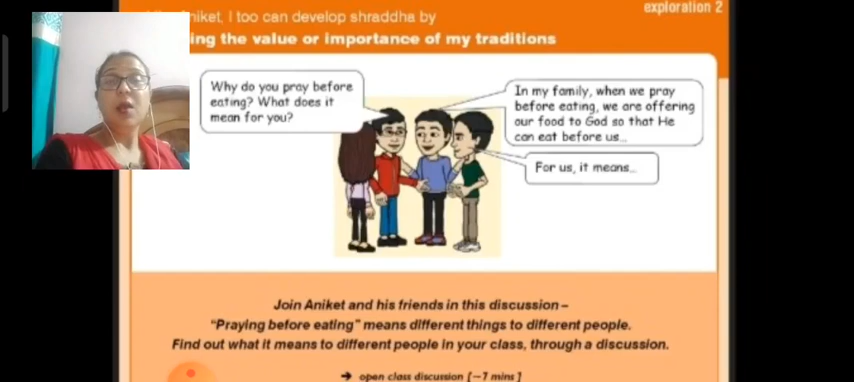 exploration 2
Aniket, I too can develop shraddha by
ing the value or importance of my traditions
Why do you pray before
eating? What does it
mean for you?
In my family, when we pray
before eating, we are offering
our food to God so that He
can eat before us...
For us, it means...
Join Aniket and his friends in this discussion –
“Praying before eating” means different things to different people.
Find out what it means to different people in your class, through a discussion.
➔ open class discussion [~7 mins]